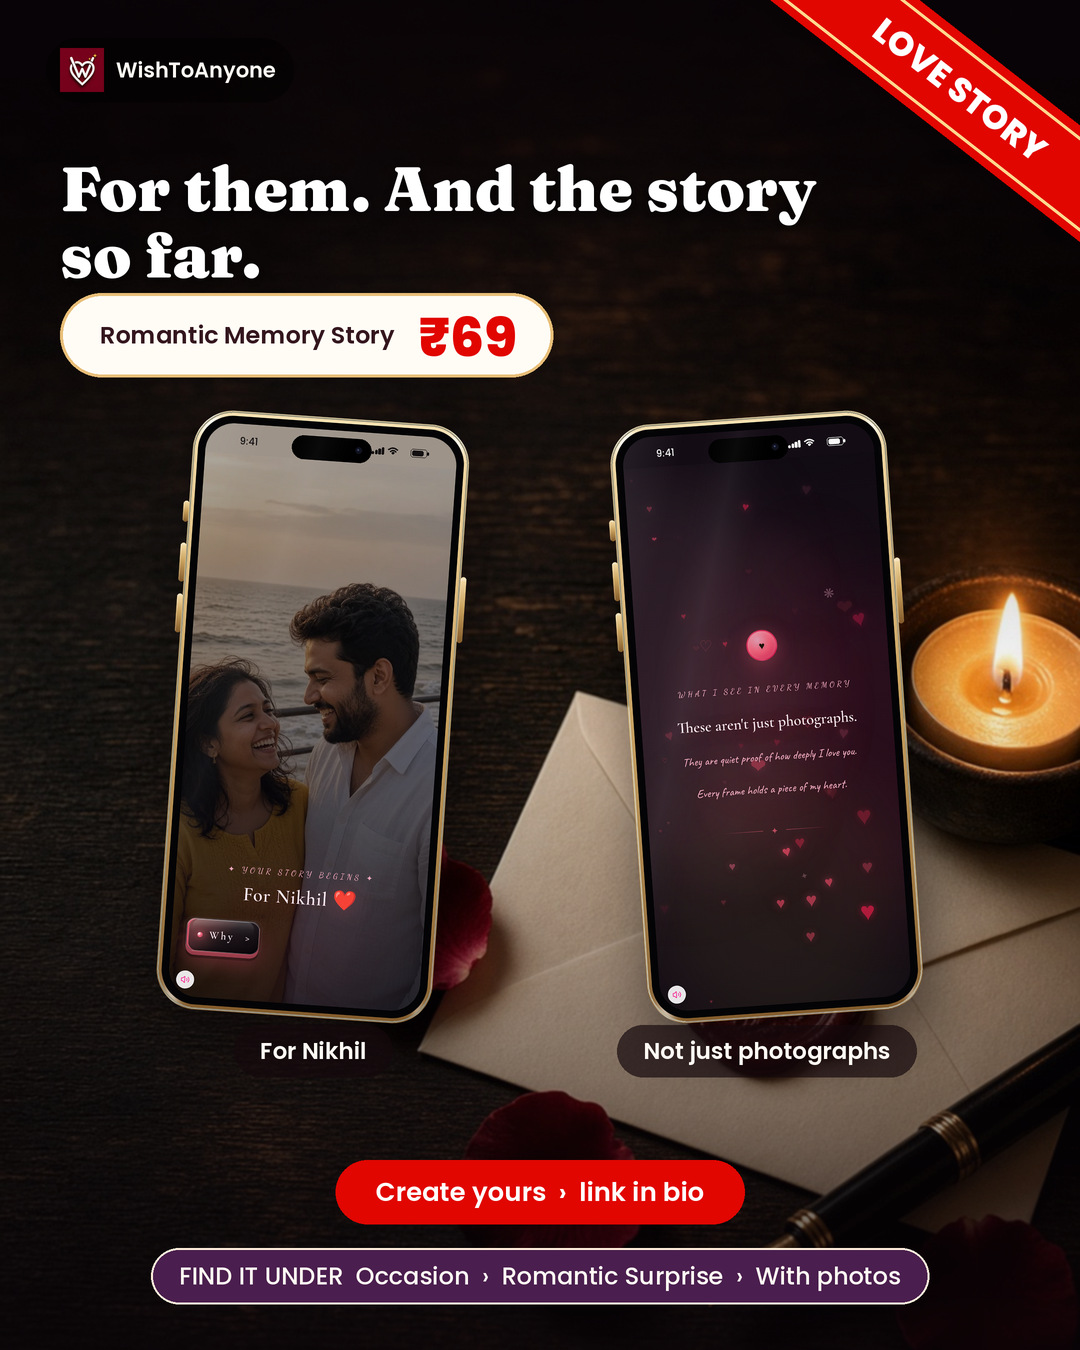 WishToAnyone
LOVE STORY
For them. And the story
so far.
Romantic Memory Story ₹69
9:41
YOUR STORY BEGINS
For Nikhil ❤️
Why >
For Nikhil
9:41
WHAT I SEE IN EVERY MEMORY
These aren't just photographs.
They are quiet proof of how deeply I love you.
Every frame holds a piece of my heart.
Not just photographs
Create yours › link in bio
FIND IT UNDER Occasion › Romantic Surprise › With photos